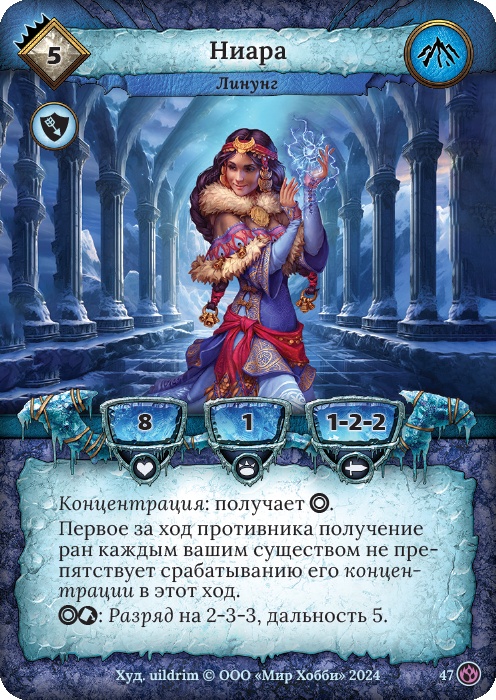 5
Ниара
Линунг
8
1
1-2-2
Концентрация: получает .
Первое за ход противника получение
ран каждым вашим существом не пре-
пятствует срабатыванию его концен-
трации в этот ход.
: Разряд на 2-3-3, дальность 5.
Худ. uildrim © ООО «Мир Хобби» 2024
47